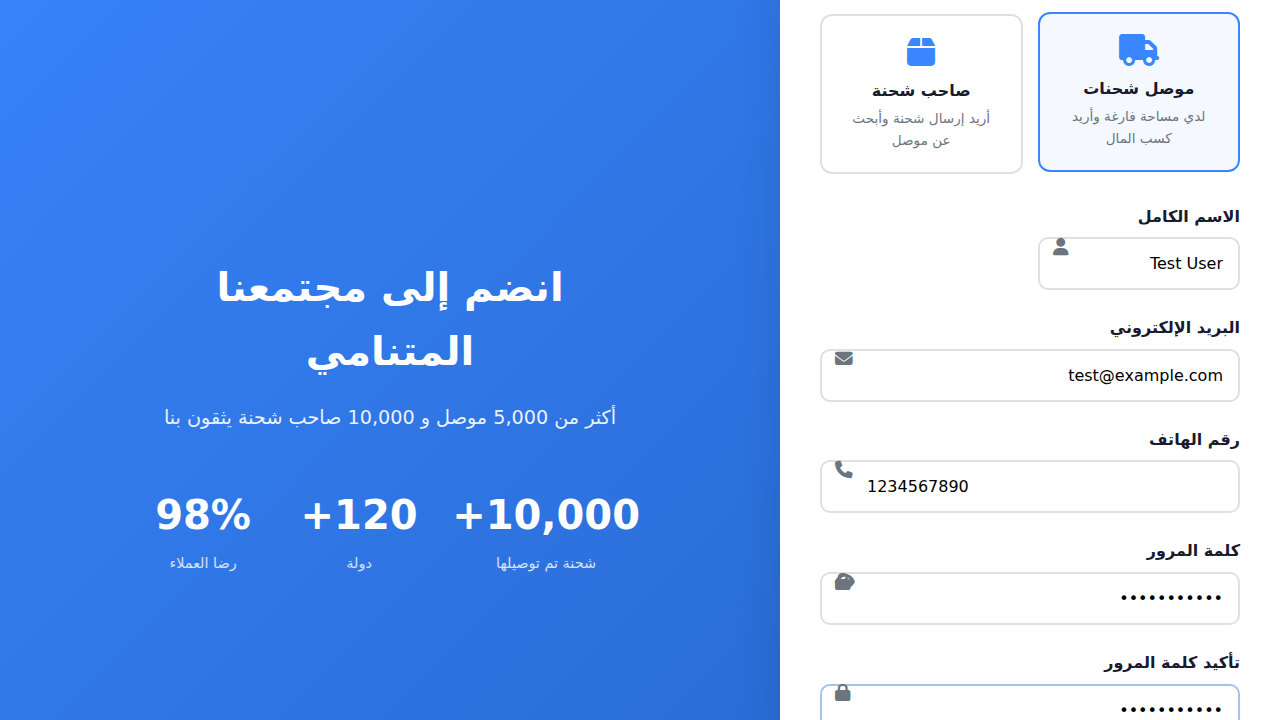 موصل شحنات
لدي مساحة فارغة وأريد
كسب المال
صاحب شحنة
أريد إرسال شحنة وأبحث
عن موصل
الاسم الكامل
Test User
البريد الإلكتروني
test@example.com
رقم الهاتف
1234567890
كلمة المرور
•••••••••••
تأكيد كلمة المرور
•••••••••••
انضم إلى مجتمعنا
المتنامي
أكثر من 5,000 موصل و 10,000 صاحب شحنة يثقون بنا
+10,000
شحنة تم توصيلها
+120
دولة
98%
رضا العملاء